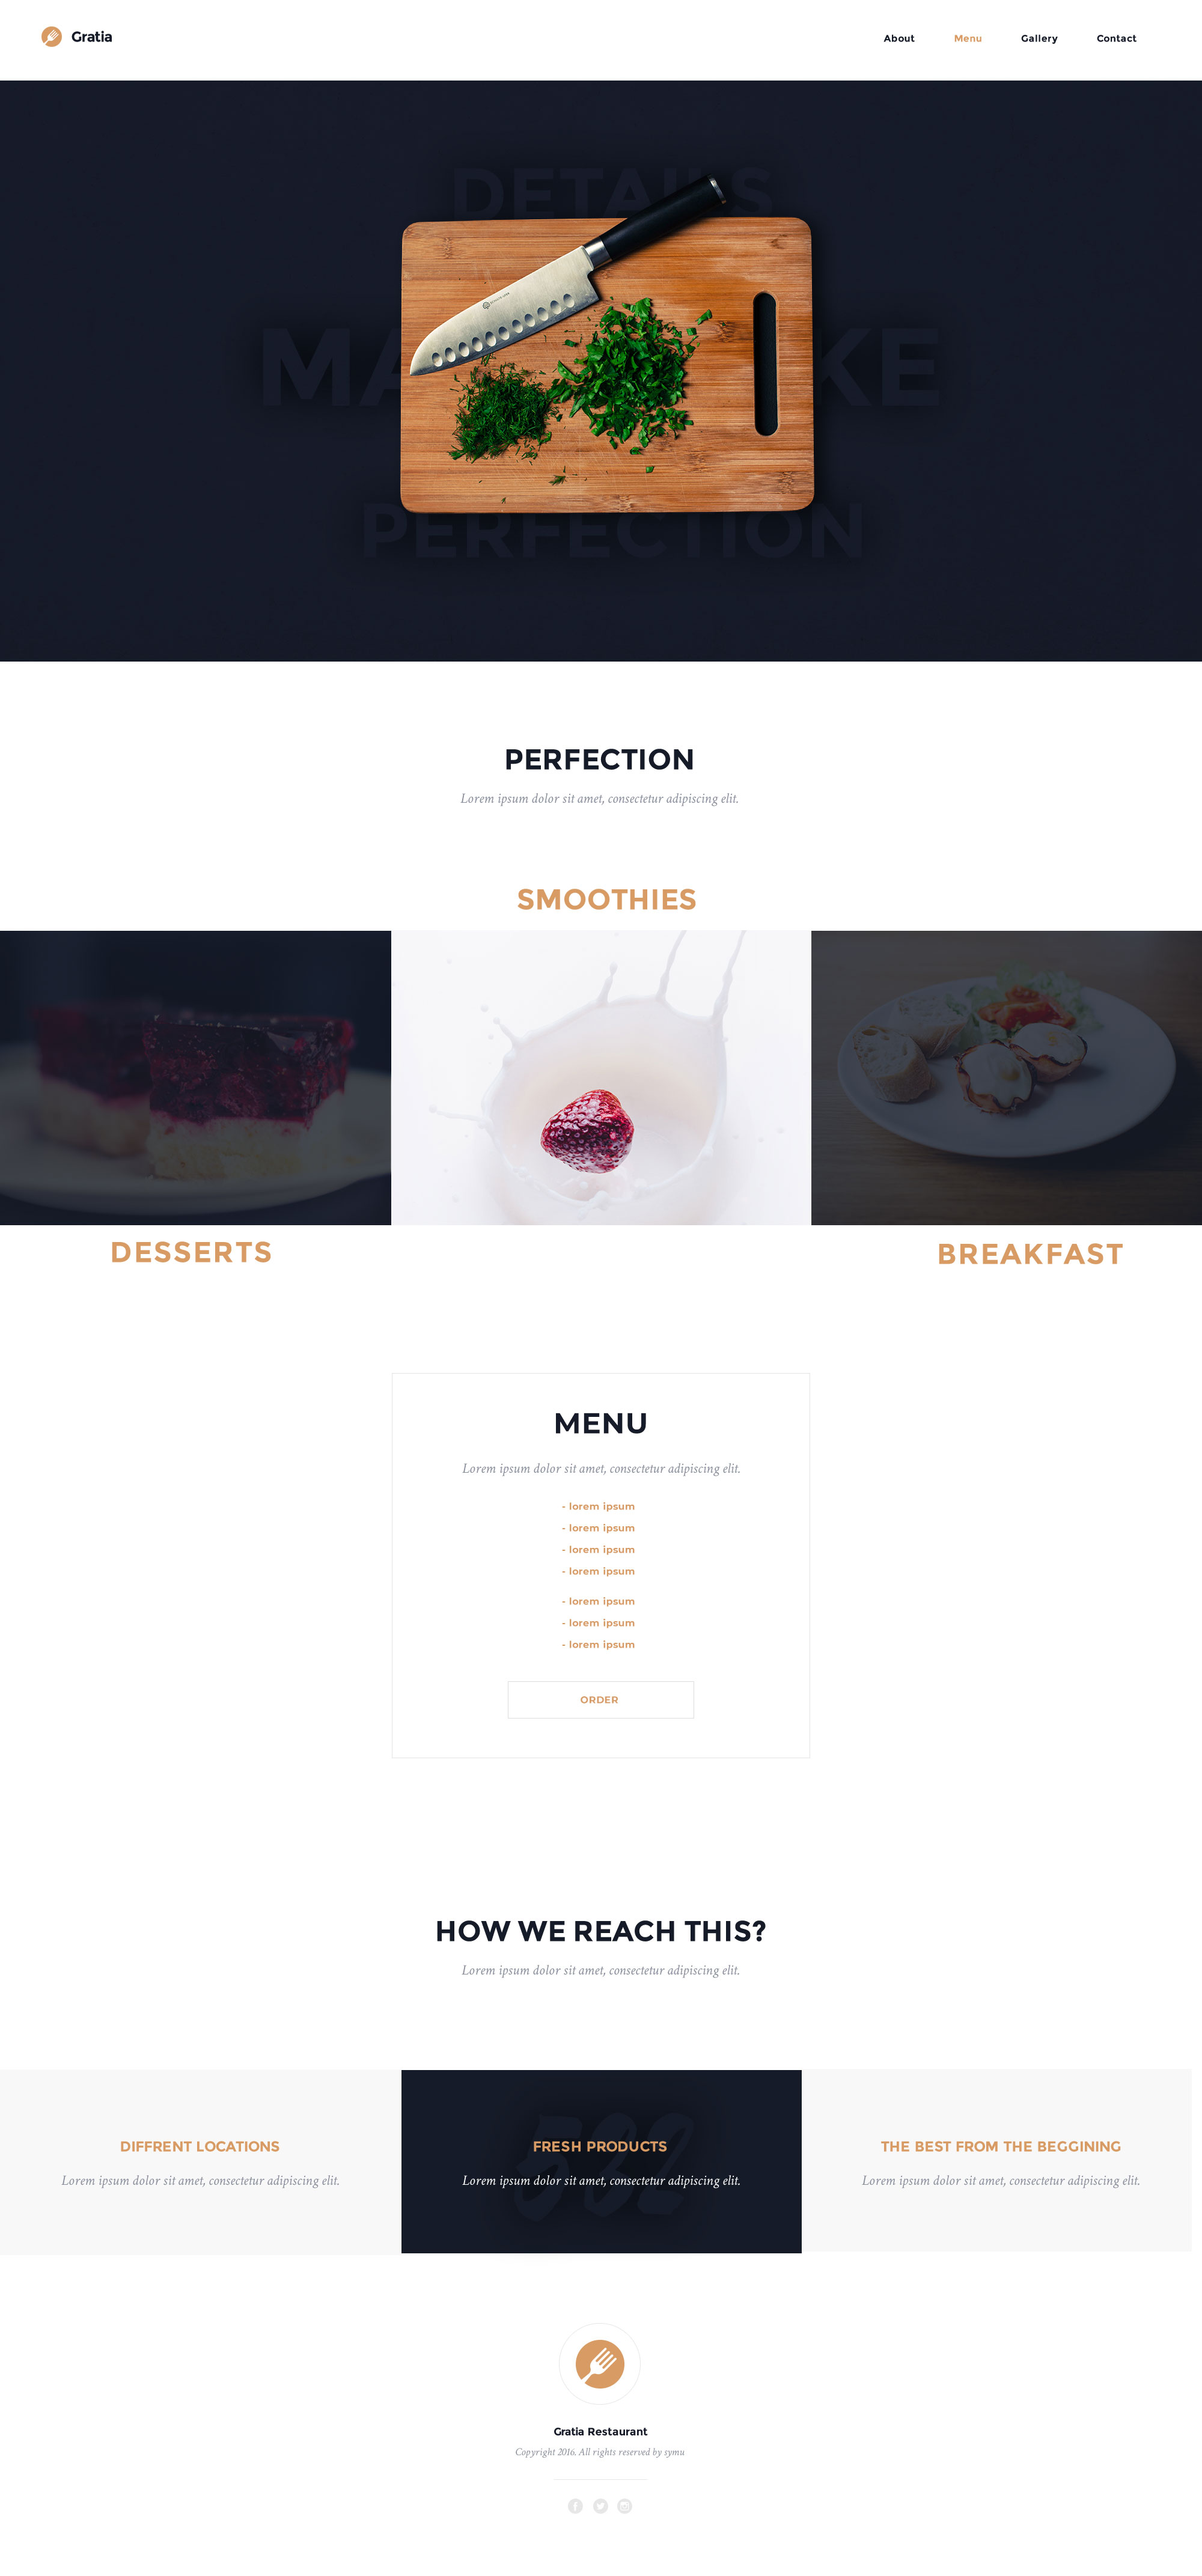 Gratia
About Menu Gallery Contact
DETAILS
MA KE
PERFECTION
PERFECTION
Lorem ipsum dolor sit amet, consectetur adipiscing elit.
SMOOTHIES
DESSERTS
BREAKFAST
MENU
Lorem ipsum dolor sit amet, consectetur adipiscing elit.
- lorem ipsum
- lorem ipsum
- lorem ipsum
- lorem ipsum
- lorem ipsum
- lorem ipsum
- lorem ipsum
ORDER
HOW WE REACH THIS?
Lorem ipsum dolor sit amet, consectetur adipiscing elit.
DIFFRENT LOCATIONS
Lorem ipsum dolor sit amet, consectetur adipiscing elit.
502
FRESH PRODUCTS
Lorem ipsum dolor sit amet, consectetur adipiscing elit.
THE BEST FROM THE BEGGINING
Lorem ipsum dolor sit amet, consectetur adipiscing elit.
Gratia Restaurant
Copyright 2016. All rights reserved by symu